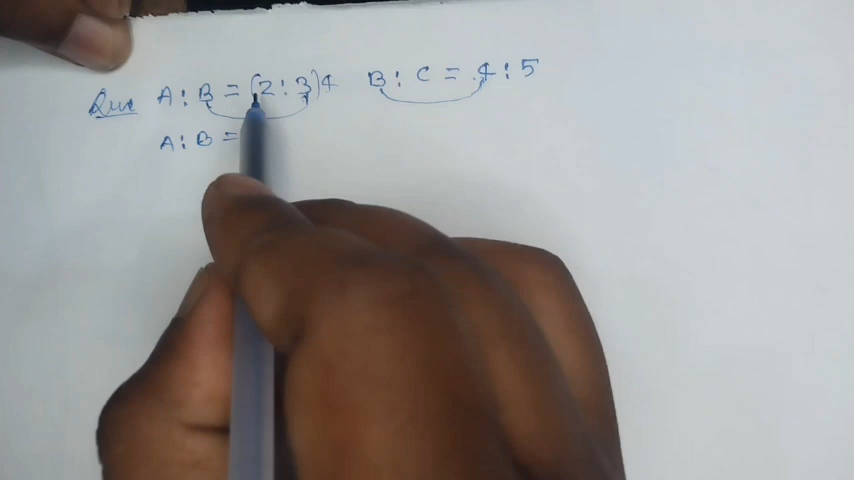 Que A : B = (2 : 3)4 B : C = 4 : 5
A : B =